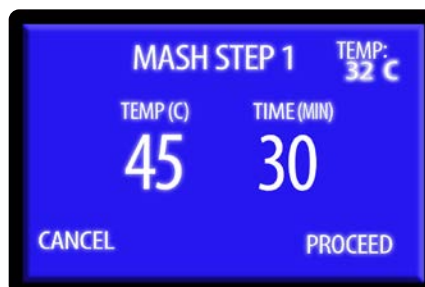 MASH STEP 1
TEMP:
32 C
TEMP (C)
TIME (MIN)
45
30
CANCEL
PROCEED